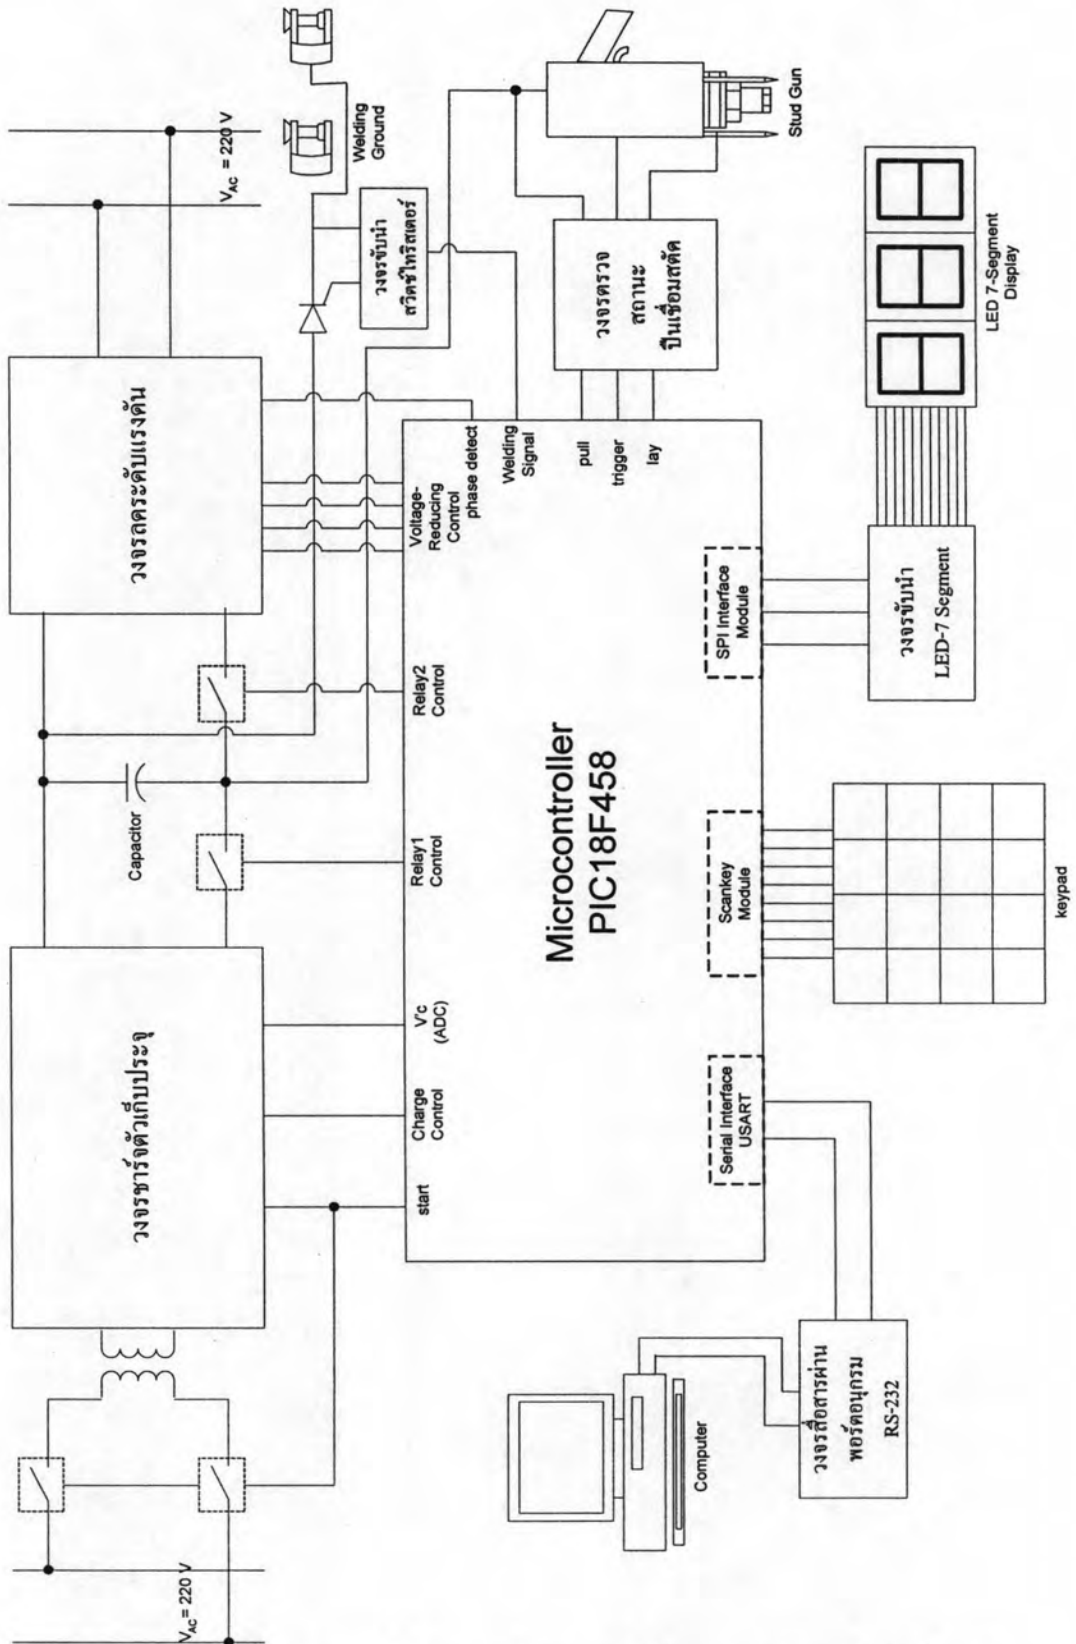 V_AC = 220 V
วงจรชาร์จตัวเก็บประจุ
Capacitor
วงจรลดระดับแรงดัน
V_AC = 220 V
Welding
Ground
วงจรขับนำ
สวิตช์ไทริสเตอร์
start
Charge
Control
V'c
(ADC)
Relay1
Control
Relay2
Control
Voltage-
Reducing
Control
phase detect
Welding
Signal
pull
trigger
lay
วงจรตรวจ
สถานะ
ปืนเชื่อมสตัด
Stud Gun
Microcontroller
PIC18F458
Serial Interface
USART
Scankey
Module
SPI Interface
Module
Computer
วงจรสื่อสารผ่าน
พอร์ตอนุกรม
RS-232
keypad
วงจรขับนำ
LED-7 Segment
LED 7-Segment
Display